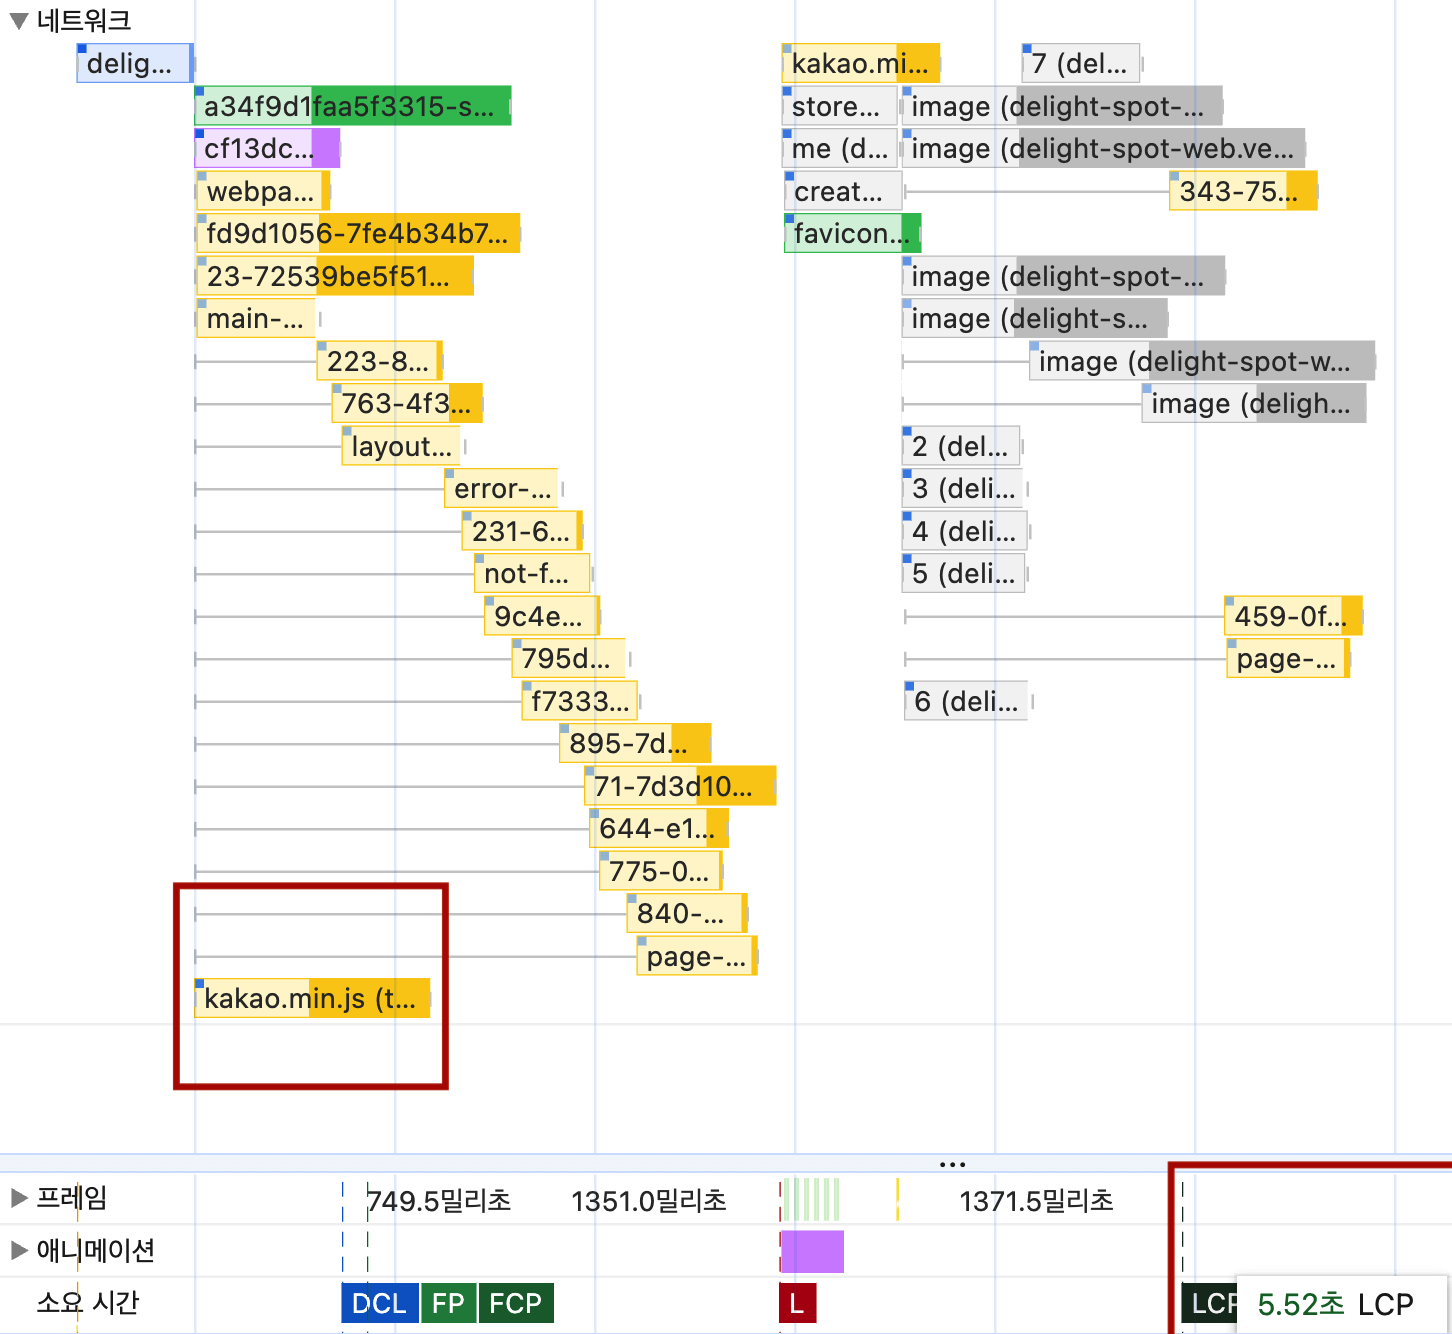 네트워크
delig...
kakao.mi...
7 (del...
a34f9d1faa5f3315-s...
store...
image (delight-spot-...
cf13dc...
me (d...
image (delight-spot-web.ve...
webpa...
creat...
343-75...
fd9d1056-7fe4b34b7...
favicon...
23-72539be5f51...
image (delight-spot-...
main-...
image (delight-s...
223-8...
image (delight-spot-w...
763-4f3...
image (deligh...
layout...
2 (del...
error-...
3 (deli...
231-6...
4 (deli...
not-f...
5 (deli...
9c4e...
459-0f...
795d...
page-...
f7333...
6 (deli...
895-7d...
71-7d3d10...
644-e1...
775-0...
840-...
page-...
kakao.min.js (t...
...
프레임
749.5밀리초
1351.0밀리초
1371.5밀리초
애니메이션
소요 시간
DCL
FP
FCP
L
LCP
5.52초 LCP